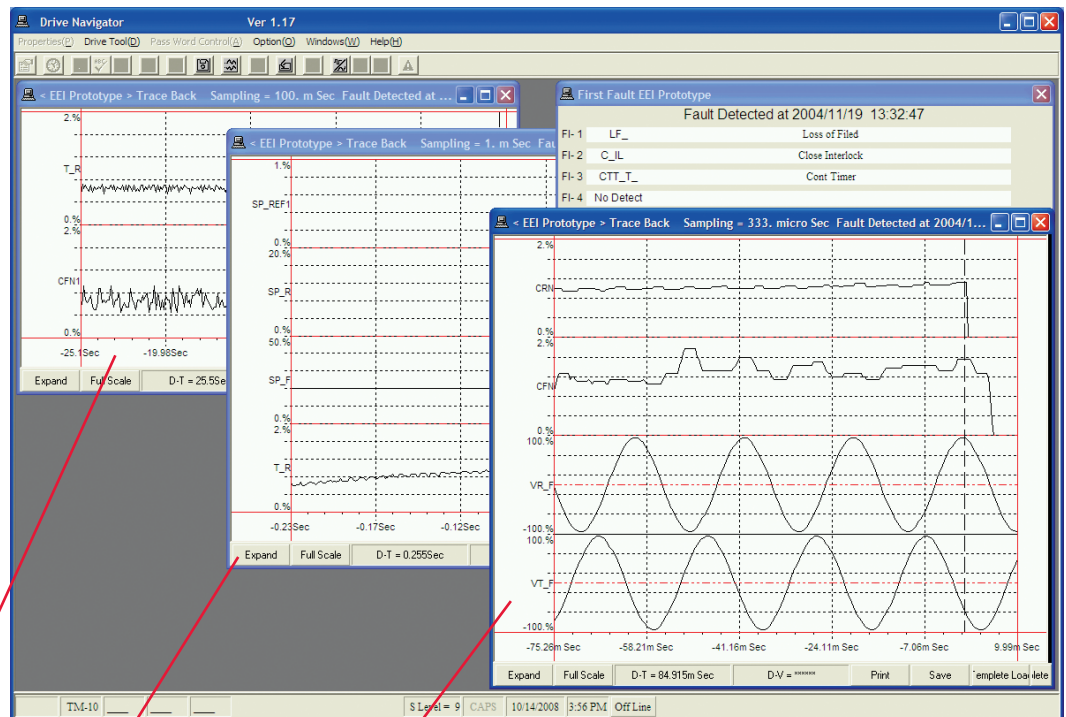 Drive Navigator Ver 1.17
Properties(P) Drive Tool(D) Pass Word Control(A) Option(O) Windows(W) Help(H)
< EEI Prototype > Trace Back Sampling = 100. m Sec Fault Detected at ...
2.%
T_R
0.%
2.%
CFN1
0.%
-25.1Sec -19.98Sec
Expand Full Scale D-T = 25.5Se
< EEI Prototype > Trace Back Sampling = 1. m Sec Fau
1.%
SP_REF1
0.%
20.%
SP_R
0.%
50.%
SP_F
0.%
2.%
T_R
0.%
-0.23Sec -0.17Sec -0.12Sec
Expand Full Scale D-T = 0.255Sec
First Fault EEI Prototype
Fault Detected at 2004/11/19 13:32:47
FI- 1 LF_ Loss of Filed
FI- 2 C_IL Close Interlock
FI- 3 CTT_T_ Cont Timer
FI- 4 No Detect
< EEI Prototype > Trace Back Sampling = 333. micro Sec Fault Detected at 2004/1...
2.%
CRN
0.%
2.%
CFN
0.%
100.%
VR_F
-100.%
100.%
VT_F
-100.%
-75.26m Sec -58.21m Sec -41.16m Sec -24.11m Sec -7.06m Sec 9.99m Sec
Expand Full Scale D-T = 84.915m Sec D-V = ***** Print Save Templete Loa lete
TM-10 S Level = 9 CAPS 10/14/2008 3:56 PM Off Line